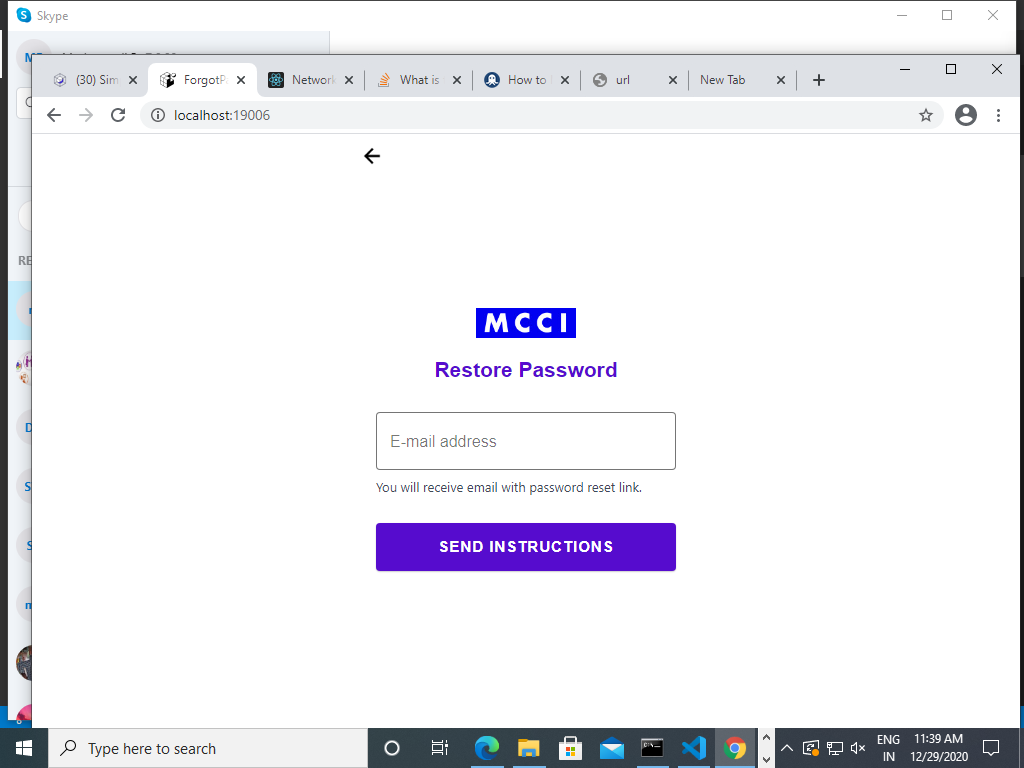 Skype
(30) Sim
ForgotP
Network
What is
How to
url
New Tab
localhost:19006
RE
MCCI
Restore Password
E-mail address
You will receive email with password reset link.
SEND INSTRUCTIONS
Type here to search
ENG
IN
11:39 AM
12/29/2020